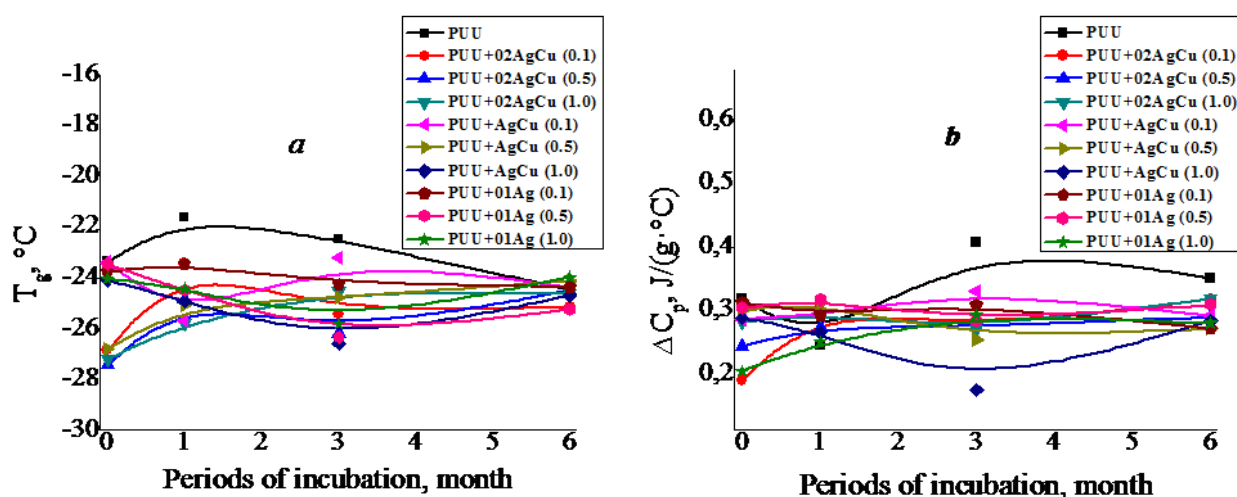 PUU
PUU+02AgCu (0.1)
PUU+02AgCu (0.5)
PUU+02AgCu (1.0)
PUU+AgCu (0.1)
PUU+AgCu (0.5)
PUU+AgCu (1.0)
PUU+01Ag (0.1)
PUU+01Ag (0.5)
PUU+01Ag (1.0)
a
-16
-18
-20
-22
-24
-26
-28
-30
Tg, °C
0 1 2 3 4 5 6
Periods of incubation, month
PUU
PUU+02AgCu (0.1)
PUU+02AgCu (0.5)
PUU+02AgCu (1.0)
PUU+AgCu (0.1)
PUU+AgCu (0.5)
PUU+AgCu (1.0)
PUU+01Ag (0.1)
PUU+01Ag (0.5)
PUU+01Ag (1.0)
b
0,6
0,5
0,4
0,3
0,2
ΔCp, J/(g·°C)
0 1 2 3 4 5 6
Periods of incubation, month